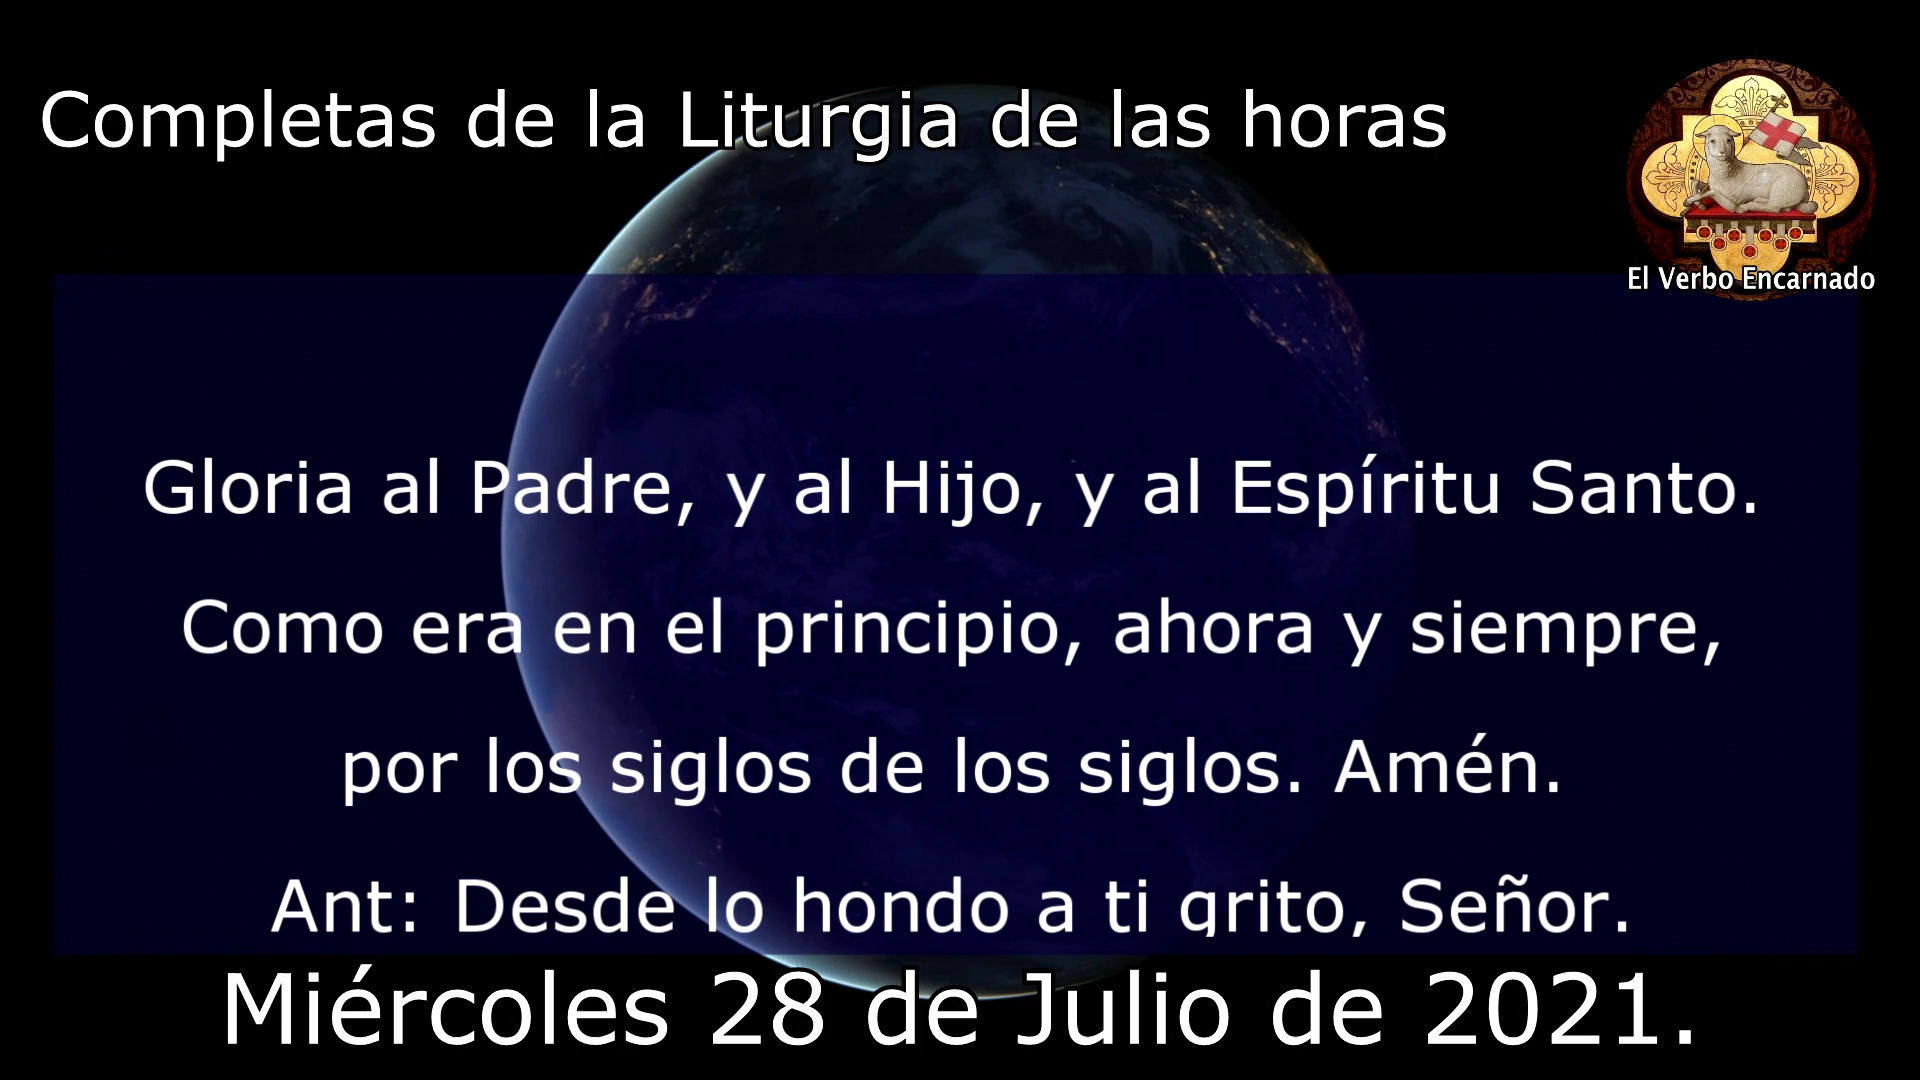 Completas de la Liturgia de las horas
El Verbo Encarnado
Gloria al Padre, y al Hijo, y al Espíritu Santo.
Como era en el principio, ahora y siempre,
por los siglos de los siglos. Amén.
Ant: Desde lo hondo a ti grito, Señor.
Miércoles 28 de Julio de 2021.